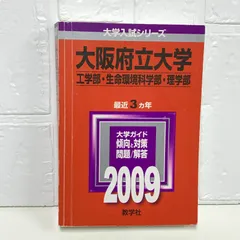 大学入試シリーズ
大阪府立大学
工学部・生命環境科学部・理学部
最近3カ年
大学ガイド
傾向と対策
問題/解答
2009
教学社